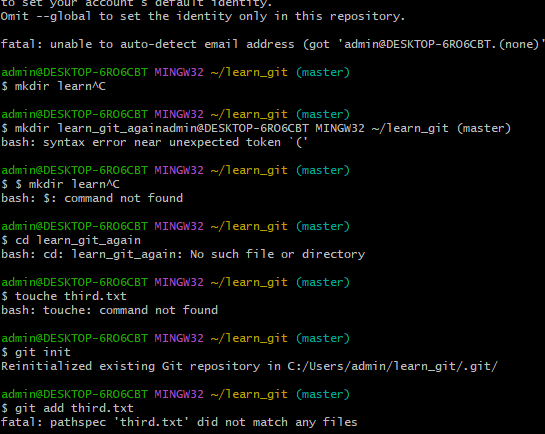 to set your account's default identity.
Omit --global to set the identity only in this repository.
fatal: unable to auto-detect email address (got 'admin@DESKTOP-6RO6CBT.(none)'
admin@DESKTOP-6RO6CBT MINGW32 ~/learn_git (master)
$ mkdir learn^C
admin@DESKTOP-6RO6CBT MINGW32 ~/learn_git (master)
$ mkdir learn_git_againadmin@DESKTOP-6RO6CBT MINGW32 ~/learn_git (master)
bash: syntax error near unexpected token `('
admin@DESKTOP-6RO6CBT MINGW32 ~/learn_git (master)
$ $ mkdir learn^C
bash: $: command not found
admin@DESKTOP-6RO6CBT MINGW32 ~/learn_git (master)
$ cd learn_git_again
bash: cd: learn_git_again: No such file or directory
admin@DESKTOP-6RO6CBT MINGW32 ~/learn_git (master)
$ touche third.txt
bash: touche: command not found
admin@DESKTOP-6RO6CBT MINGW32 ~/learn_git (master)
$ git init
Reinitialized existing Git repository in C:/Users/admin/learn_git/.git/
admin@DESKTOP-6RO6CBT MINGW32 ~/learn_git (master)
$ git add third.txt
fatal: pathspec 'third.txt' did not match any files